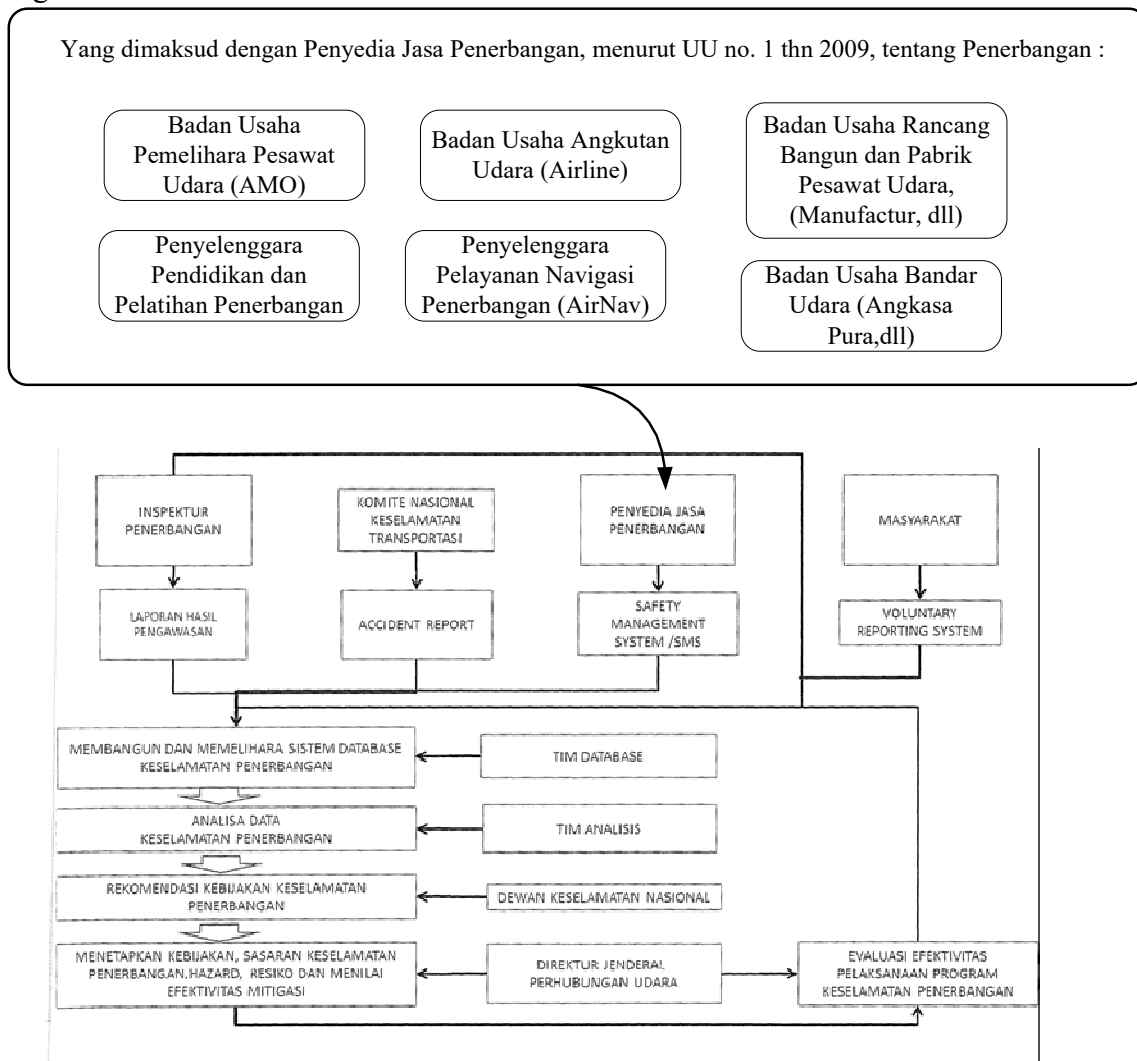 Yang dimaksud dengan Penyedia Jasa Penerbangan, menurut UU no. 1 thn 2009, tentang Penerbangan :
Badan Usaha
Pemelihara Pesawat
Udara (AMO)
Badan Usaha Angkutan
Udara (Airline)
Badan Usaha Rancang
Bangun dan Pabrik
Pesawat Udara,
(Manufactur, dll)
Penyelenggara
Pendidikan dan
Pelatihan Penerbangan
Penyelenggara
Pelayanan Navigasi
Penerbangan (AirNav)
Badan Usaha Bandar
Udara (Angkasa
Pura,dll)
INSPEKTUR
PENERBANGAN
KOMITE NASIONAL
KESELAMATAN
TRANSPORTASI
PENYEDIA JASA
PENERBANGAN
MASYARAKAT
LAPORAN HASIL
PENGAWASAN
ACCIDENT REPORT
SAFETY
MANAGEMENT
SYSTEM /SMS
VOLUNTARY
REPORTING SYSTEM
MEMBANGUN DAN MEMELIHARA SISTEM DATABASE
KESELAMATAN PENERBANGAN
TIM DATABASE
ANALISA DATA
KESELAMATAN PENERBANGAN
TIM ANALISIS
REKOMENDASI KEBIJAKAN KESELAMATAN
PENERBANGAN
DEWAN KESELAMATAN NASIONAL
MENETAPKAN KEBIJAKAN, SASARAN KESELAMATAN
PENERBANGAN,HAZARD, RESIKO DAN MENILAI
EFEKTIVITAS MITIGASI
DIREKTUR JENDERAL
PERHUBUNGAN UDARA
EVALUASI EFEKTIVITAS
PELAKSANAAN PROGRAM
KESELAMATAN PENERBANGAN